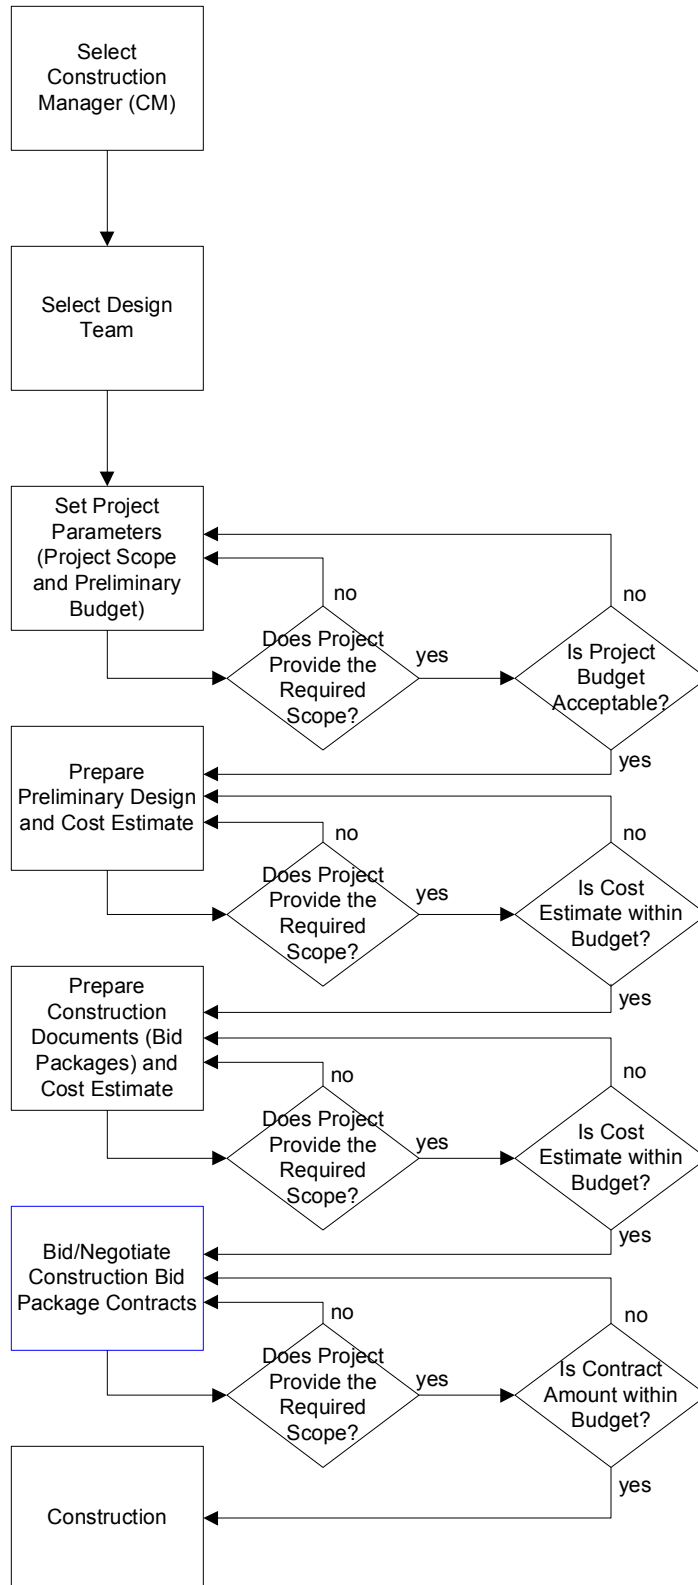 Select
Construction
Manager (CM)
Select Design
Team
Set Project
Parameters
(Project Scope
and Preliminary
Budget)
no
no
Does Project
Provide the
Required
Scope?
yes
Is Project
Budget
Acceptable?
yes
Prepare
Preliminary Design
and Cost Estimate
no
no
Does Project
Provide the
Required
Scope?
yes
Is Cost
Estimate within
Budget?
yes
Prepare
Construction
Documents (Bid
Packages) and
Cost Estimate
no
no
Does Project
Provide the
Required
Scope?
yes
Is Cost
Estimate within
Budget?
yes
Bid/Negotiate
Construction Bid
Package Contracts
no
no
Does Project
Provide the
Required
Scope?
yes
Is Contract
Amount within
Budget?
yes
Construction